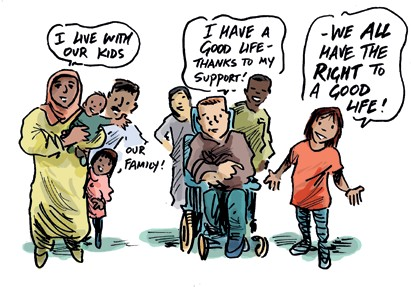 I LIVE WITH
OUR KIDS
OUR
FAMILY!
I HAVE A
GOOD LIFE-
THANKS TO MY
SUPPORT!
-WE ALL
HAVE THE
RIGHT TO
A GOOD
LIFE!